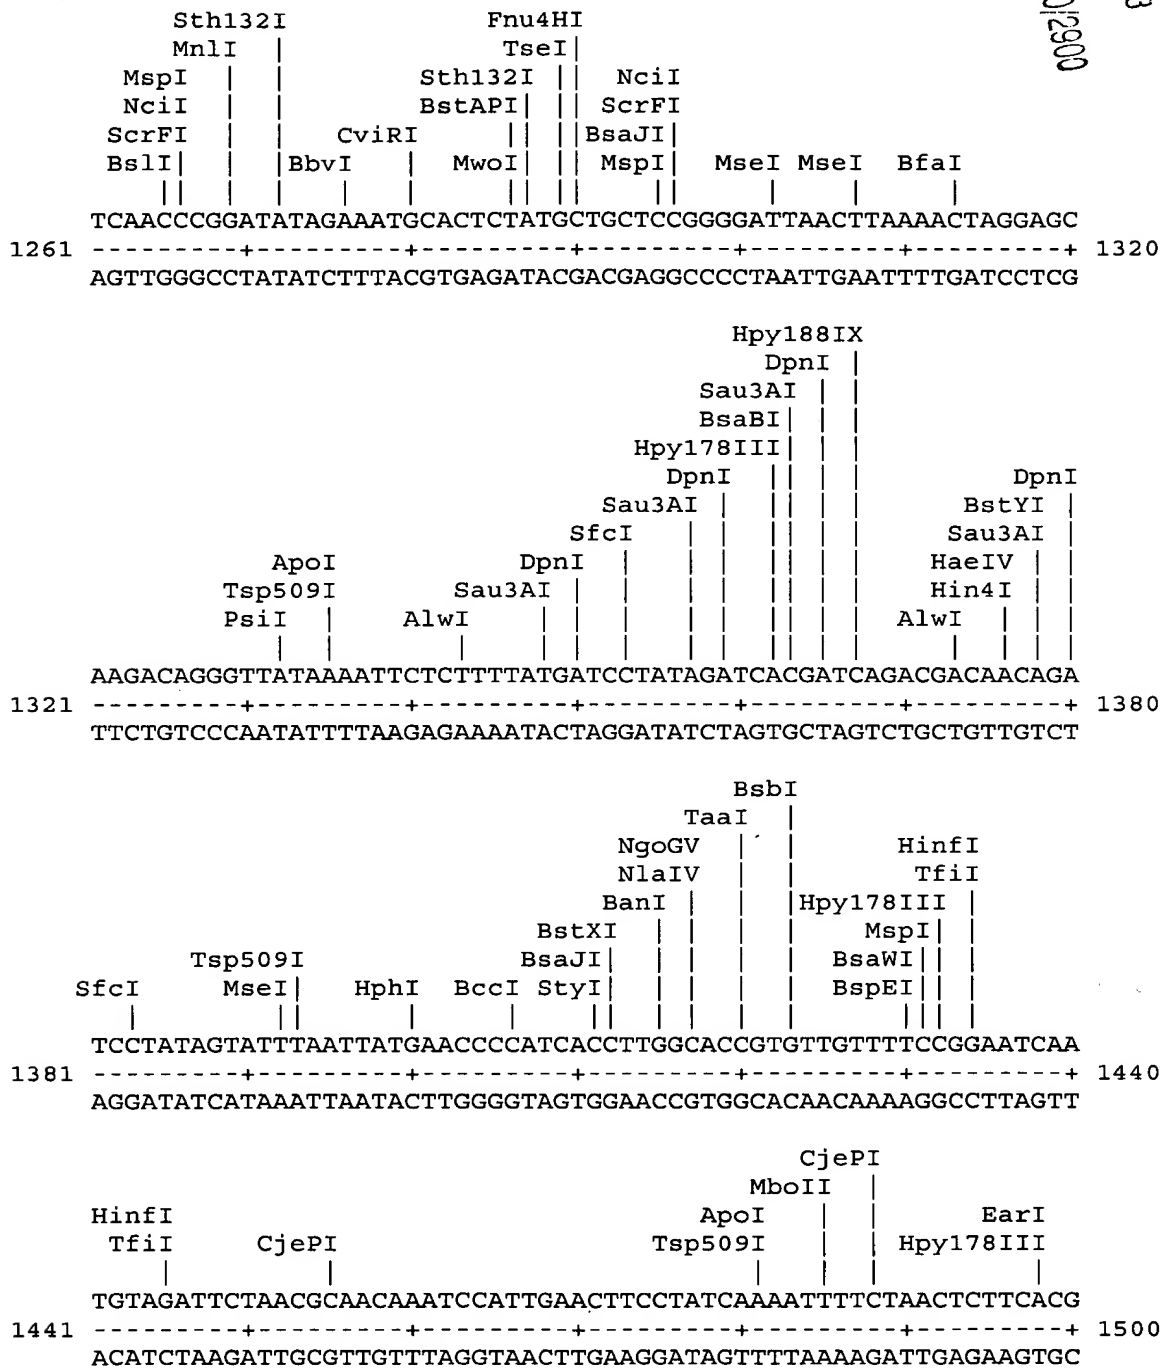 Sth132I Fnu4HI
MnlI TseI
MspI Sth132I NciI
NciI BstAPI ScrFI
ScrFI CviRI BsaJI
BslI BbvI MwoI MspI MseI MseI BfaI
TCAACCCGGATATAGAAATGCACTCTATGCTGCTCCGGGGATTAACTTAAAACTAGGAGC
1261 ---------+---------+---------+---------+---------+---------+ 1320
AGTTGGGCCTATATCTTTACGTGAGATACGACGAGGCCCCTAATTGAATTTTGATCCTCG
Hpy188IX
DpnI
Sau3AI
BsaBI
Hpy178III
DpnI DpnI
Sau3AI BstYI
SfcI Sau3AI
ApoI DpnI HaeIV
Tsp509I Sau3AI Hin4I
PsiI AlwI AlwI
AAGACAGGGTTATAAAATTCTCTTTTATGATCCTATAGATCACGATCAGACGACAACAGA
1321 ---------+---------+---------+---------+---------+---------+ 1380
TTCTGTCCCAATATTTTAAGAGAAAATACTAGGATATCTAGTGCTAGTCTGCTGTTGTCT
BsbI
TaaI
NgoGV HinfI
NlaIV TfiI
BanI Hpy178III
BstXI MspI
Tsp509I BsaJI BsaWI
SfcI MseI HphI BccI StyI BspEI
TCCTATAGTATTTAATTATGAACCCCATCACCTTGGCACCGTGTTGTTTTCCGGAATCAA
1381 ---------+---------+---------+---------+---------+---------+ 1440
AGGATATCATAAATTAATACTTGGGGTAGTGGAACCGTGGCACAACAAAAGGCCTTAGTT
CjePI
MboII
HinfI ApoI EarI
TfiI CjePI Tsp509I Hpy178III
TGTAGATTCTAACGCAACAAATCCATTGAACTTCCTATCAAAATTTTCTAACTCTTCACG
1441 ---------+---------+---------+---------+---------+---------+ 1500
ACATCTAAGATTGCGTTGTTTAGGTAACTTGAAGGATAGTTTTAAAAGATTGAGAAGTGC